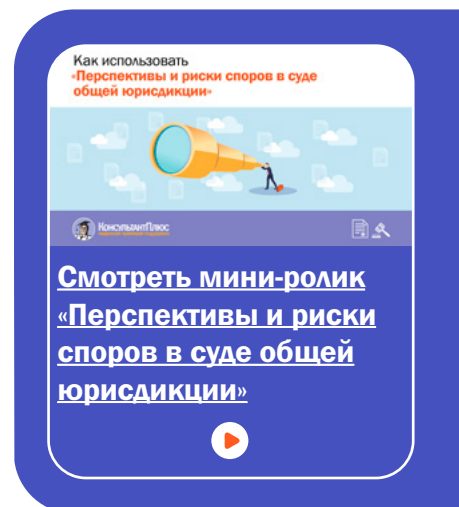 Как использовать
«Перспективы и риски споров в суде
общей юрисдикции»
КонсультантПлюс
Смотреть мини-ролик
«Перспективы и риски
споров в суде общей
юрисдикции»